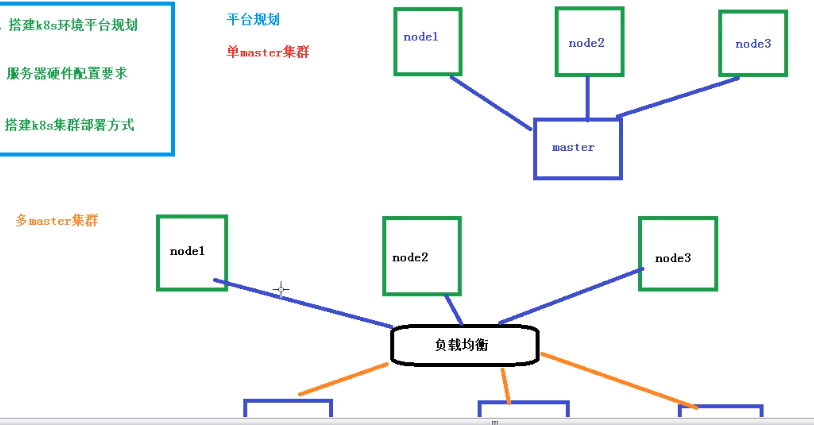 、搭建k8s环境平台规划
服务器硬件配置要求
搭建k8s集群部署方式
平台规划
单master集群
node1
node2
node3
master
多master集群
node1
node2
node3
负载均衡